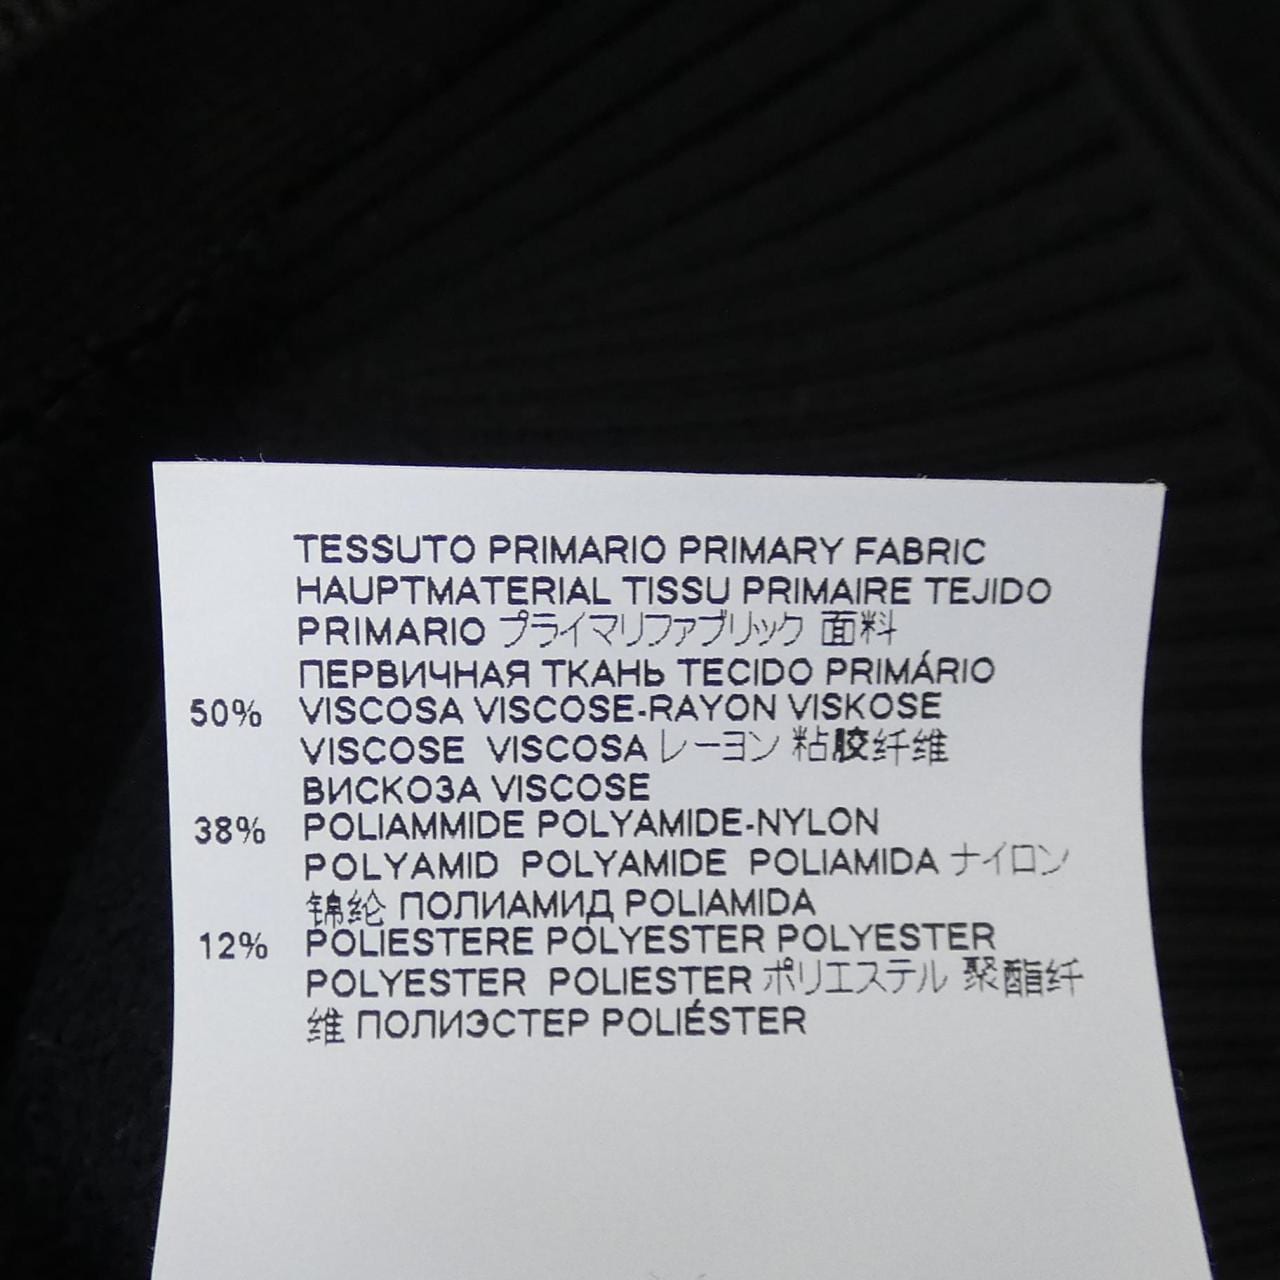 TESSUTO PRIMARIO PRIMARY FABRIC
HAUPTMATERIAL TISSU PRIMAIRE TEJIDO
PRIMARIO プライマリファブリック 面料
ПЕРВИЧНАЯ ТКАНЬ TECIDO PRIMÁRIO
50% VISCOSA VISCOSE-RAYON VISKOSE
VISCOSE VISCOSA レーヨン 粘胶纤维
ВИСКОЗА VISCOSE
38% POLIAMMIDE POLYAMIDE-NYLON
POLYAMID POLYAMIDE POLIAMIDA ナイロン
锦纶 ПОЛИАМИД POLIAMIDA
12% POLIESTERE POLYESTER POLYESTER
POLYESTER POLIESTER ポリエステル 聚酯纤
维 ПОЛИЭСТЕР POLIÉSTER